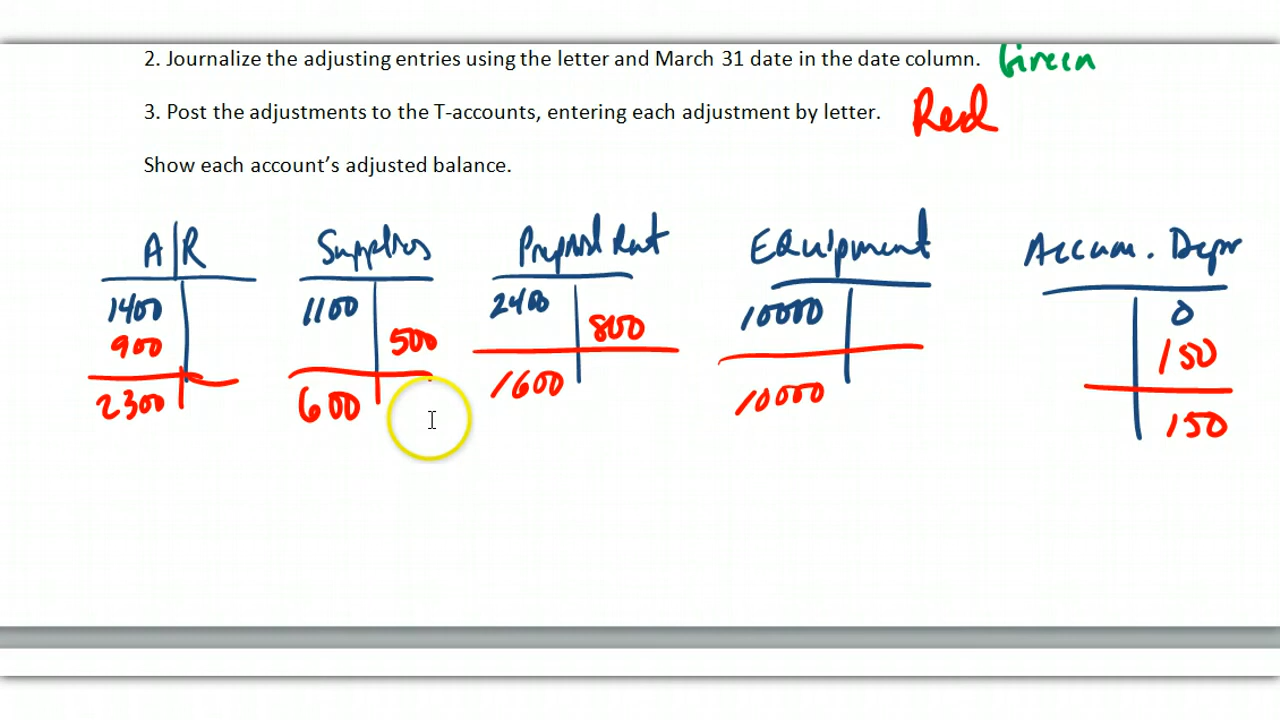 2. Journalize the adjusting entries using the letter and March 31 date in the date column. Green
3. Post the adjustments to the T-accounts, entering each adjustment by letter. Red
Show each account’s adjusted balance.
A/R Supplies Prepaid Rent Equipment Accum. Depr
1400 1100 2400 10000 0
900 500 800 150
2300 600 1600 10000 150